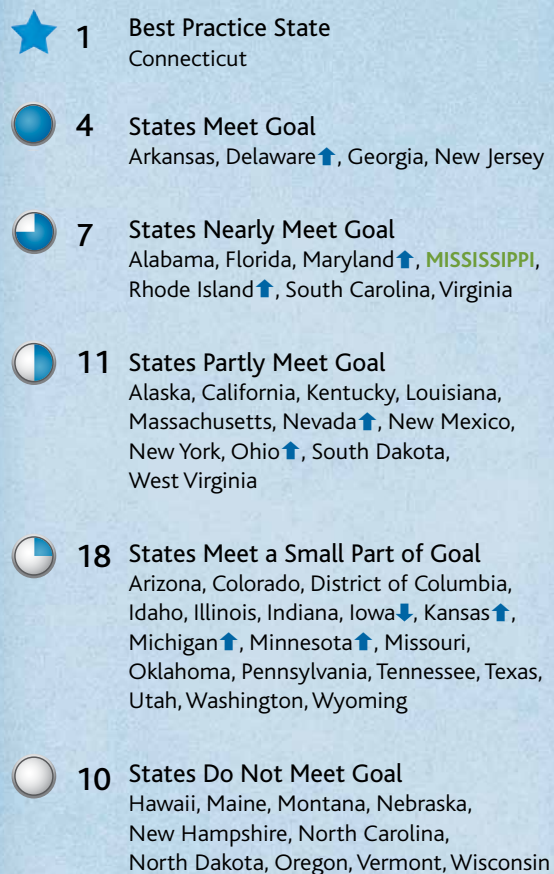 1 Best Practice State
Connecticut
4 States Meet Goal
Arkansas, Delaware⬆, Georgia, New Jersey
7 States Nearly Meet Goal
Alabama, Florida, Maryland⬆, MISSISSIPPI,
Rhode Island⬆, South Carolina, Virginia
11 States Partly Meet Goal
Alaska, California, Kentucky, Louisiana,
Massachusetts, Nevada⬆, New Mexico,
New York, Ohio⬆, South Dakota,
West Virginia
18 States Meet a Small Part of Goal
Arizona, Colorado, District of Columbia,
Idaho, Illinois, Indiana, Iowa⬇, Kansas⬆,
Michigan⬆, Minnesota⬆, Missouri,
Oklahoma, Pennsylvania, Tennessee, Texas,
Utah, Washington, Wyoming
10 States Do Not Meet Goal
Hawaii, Maine, Montana, Nebraska,
New Hampshire, North Carolina,
North Dakota, Oregon, Vermont, Wisconsin